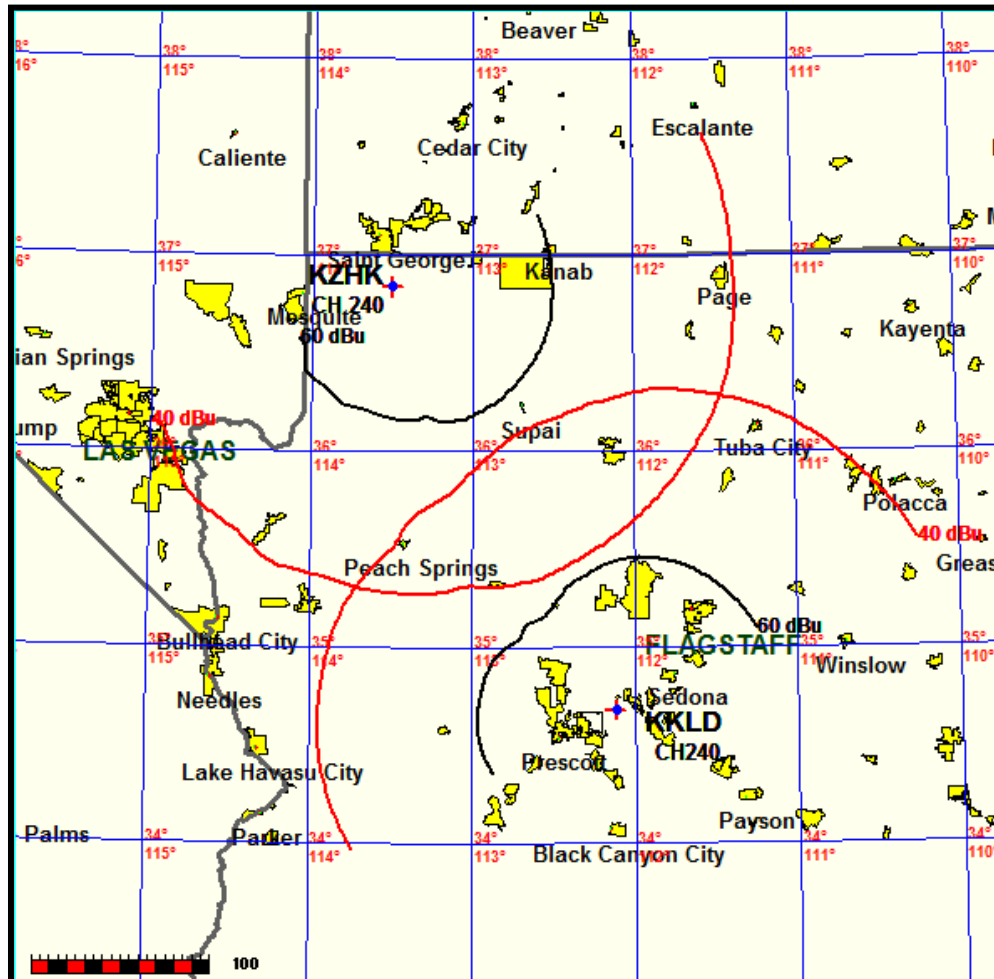 Beaver
38° 38° 38° 38° 38° 38°
115° 114° 113° 112° 111° 110°
Escalante
Cedar City
Caliente
37° 37° 37° 37°
115° 113° 112° 111° 110°
Saint George
Kanab
KZHK
CH 240
Mosquite
60 dBu
Page
Kayenta
ian Springs
40 dBu
ump
LAS VEGAS
Supai
Tuba City
36° 36° 36° 36° 36°
114° 113° 112° 111° 110°
Polacca
40 dBu
Peach Springs
Greas
60 dBu
35° 35° 35° 35° 35° 35°
115° 114° 113° 112° 111° 110°
Bullhead City
FLAGSTAFF
Winslow
Needles
Sedona
KKLD
CH240
Prescott
Lake Havasu City
Payson
Palms
Parker
34° 34° 34° 34° 34° 34°
115° 114° 113° 112° 111° 110°
Black Canyon City
100